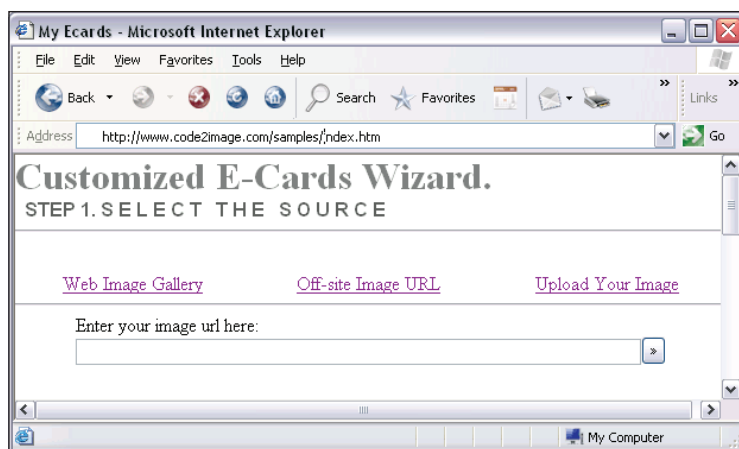 My Ecards - Microsoft Internet Explorer
File Edit View Favorites Tools Help
Back Search Favorites » Links »
Address http://www.code2image.com/samples/index.htm Go
Customized E-Cards Wizard.
STEP 1. SELECT THE SOURCE
Web Image Gallery Off-site Image URL Upload Your Image
Enter your image url here:
»
My Computer